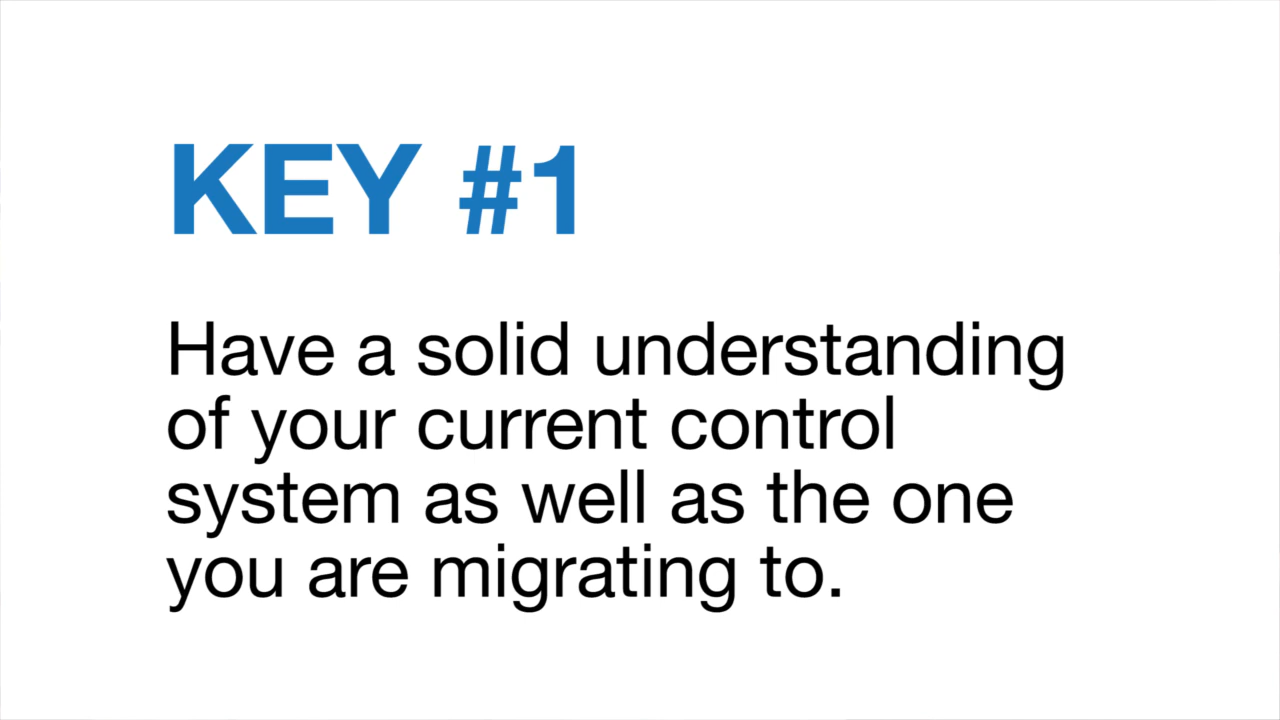 KEY #1
Have a solid understanding
of your current control
system as well as the one
you are migrating to.